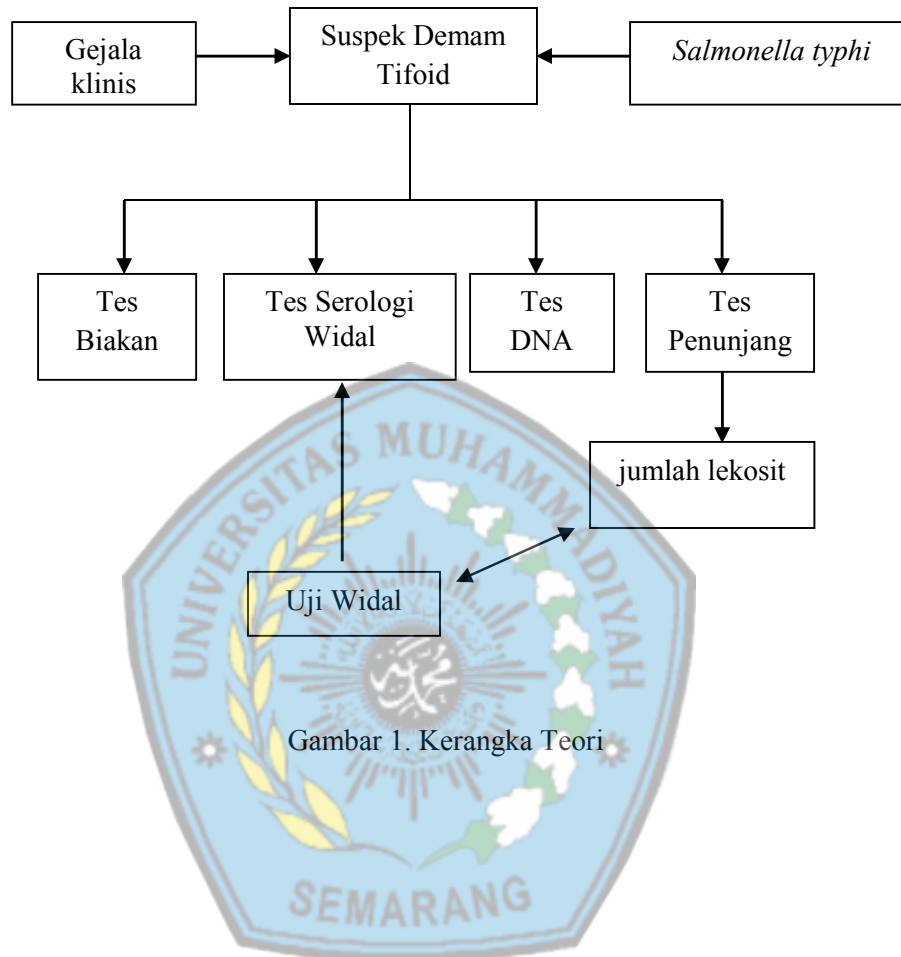 Gejala
klinis
Suspek Demam
Tifoid
Salmonella typhi
Tes
Biakan
Tes Serologi
Widal
Tes
DNA
Tes
Penunjang
jumlah lekosit
Uji Widal
Gambar 1. Kerangka Teori
UNIVERSITAS MUHAMMADIYAH
SEMARANG